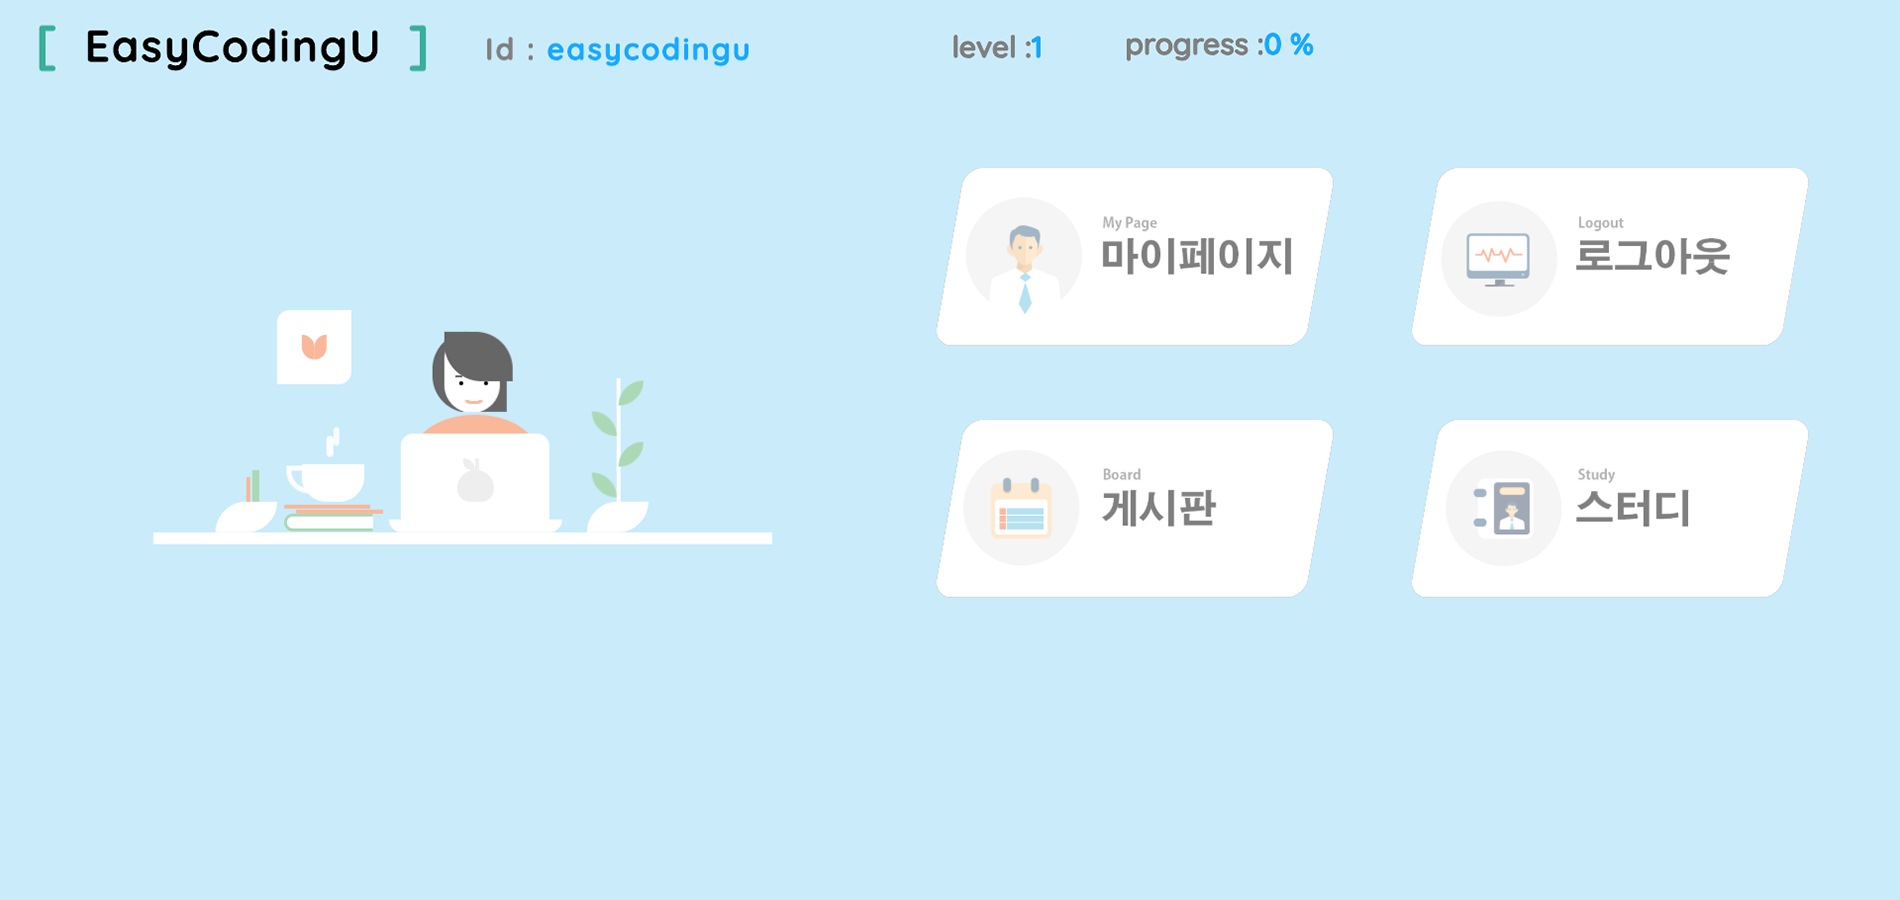 [ EasyCodingU ]
Id : easycodingu
level :1
progress :0 %
My Page
마이페이지
Logout
로그아웃
Board
게시판
Study
스터디